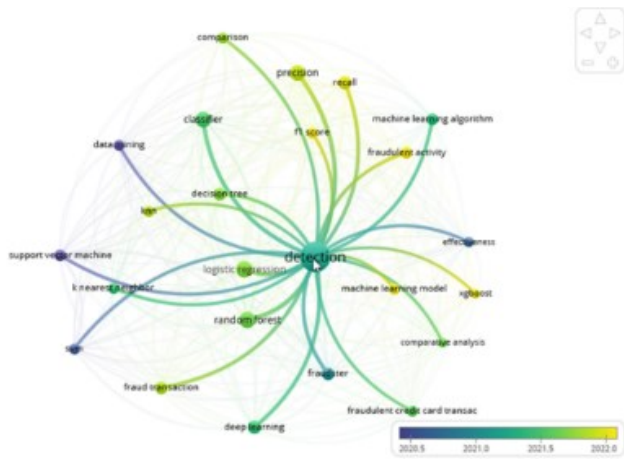 comparison
precision
recall
classifier
machine learning algorithm
f1 score
data mining
fraudulent activity
decision tree
knn
effectiveness
support vector machine
detection
logistic regression
k nearest neighbor
machine learning model
xgboost
random forest
comparative analysis
svm
fraudster
fraud transaction
fraudulent credit card transac
deep learning
2020.5 2021.0 2021.5 2022.0